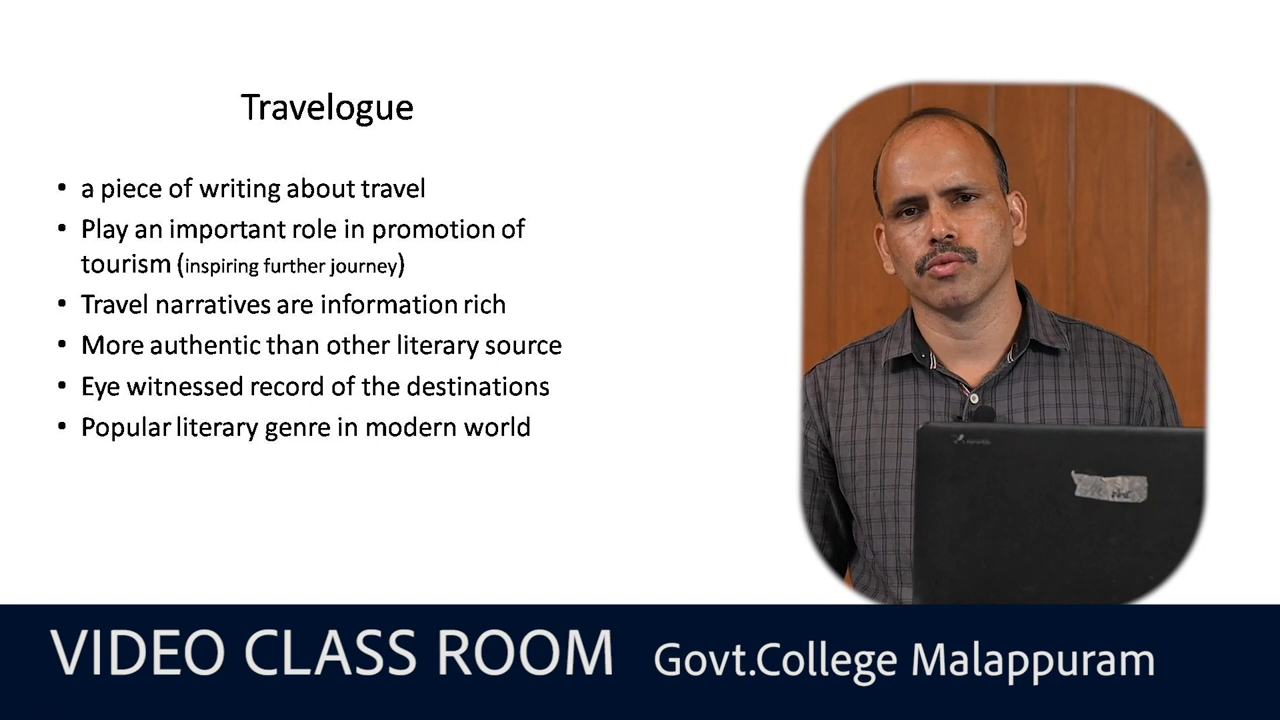 Travelogue
• a piece of writing about travel
• Play an important role in promotion of
tourism (inspiring further journey)
• Travel narratives are information rich
• More authentic than other literary source
• Eye witnessed record of the destinations
• Popular literary genre in modern world
VIDEO CLASS ROOM Govt.College Malappuram